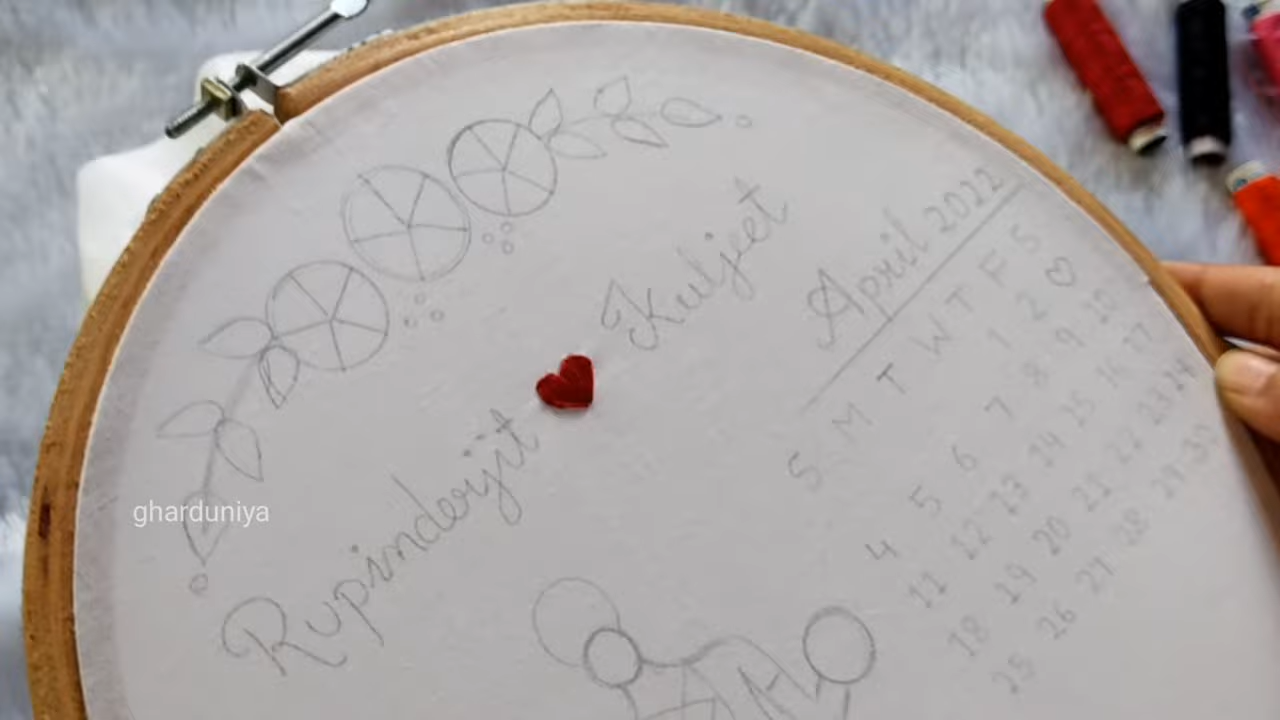 Rupinderjit ♥ Kuljeet
April 2022
S M T W T F S
1 2 ♡
4 5 6 7 8 9 10
11 12 13 14 15 16 17
18 19 20 21 22 23 24
25 26 27 28 29 30
gharduniya